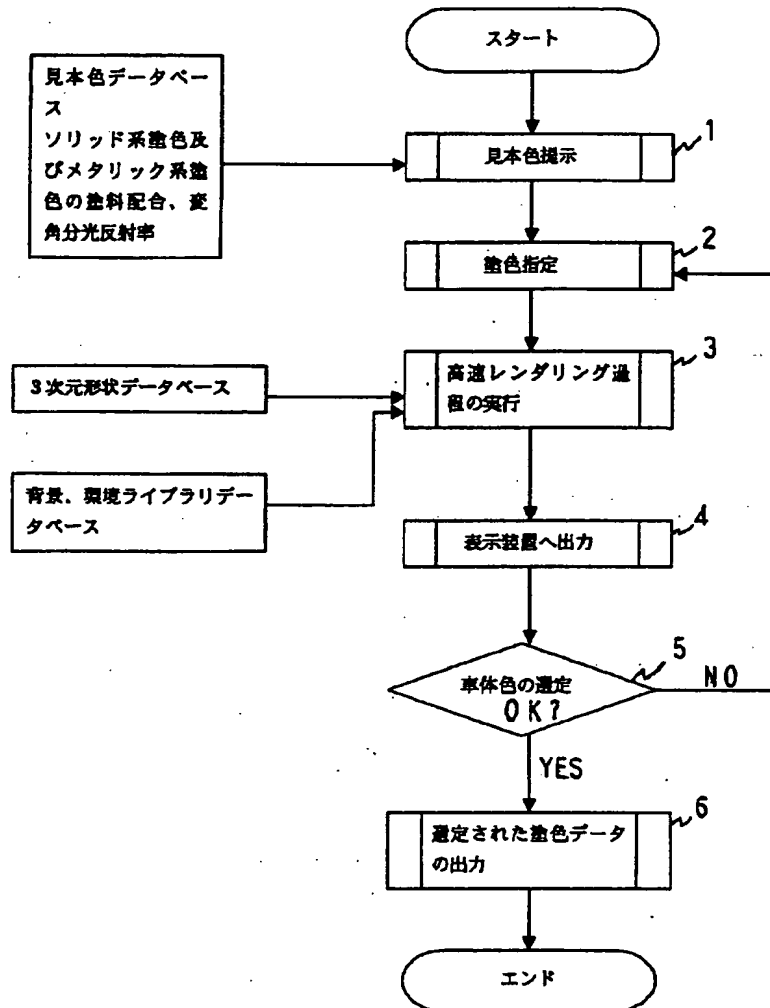 スタート
見本色データベー
ス
ソリッド系塗色及
びメタリック系塗
色の塗料配合、変
角分光反射率
1
見本色提示
2
塗色指定
3
高速レンダリング過
程の実行
3次元形状データベース
背景、環境ライブラリデー
タベース
4
表示装置へ出力
5
車体色の選定
OK?
NO
YES
6
選定された塗色データ
の出力
エンド